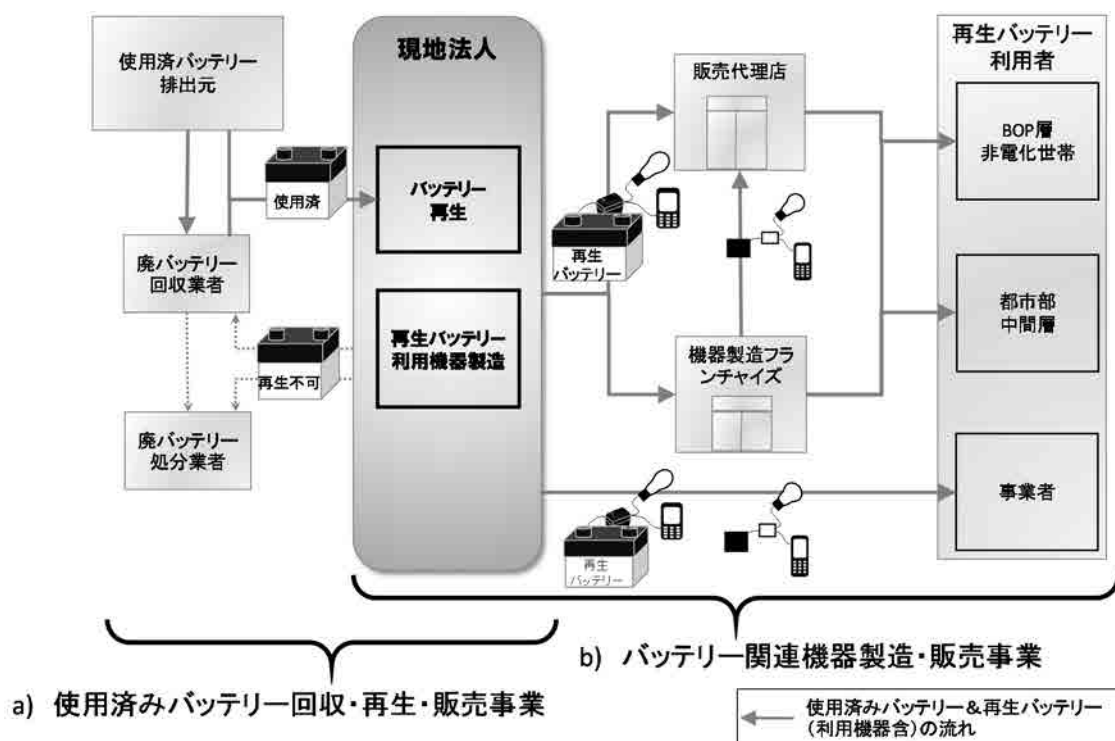 使用済バッテリー
排出元
使用済
廃バッテリー
回収業者
再生不可
廃バッテリー
処分業者
現地法人
バッテリー
再生
再生バッテリー
利用機器製造
再生
バッテリー
販売代理店
機器製造フラ
ンチャイズ
再生
バッテリー
再生バッテリー
利用者
BOP層
非電化世帯
都市部
中間層
事業者
a) 使用済みバッテリー回収・再生・販売事業
b) バッテリー関連機器製造・販売事業
使用済みバッテリー&再生バッテリー
(利用機器含)の流れ